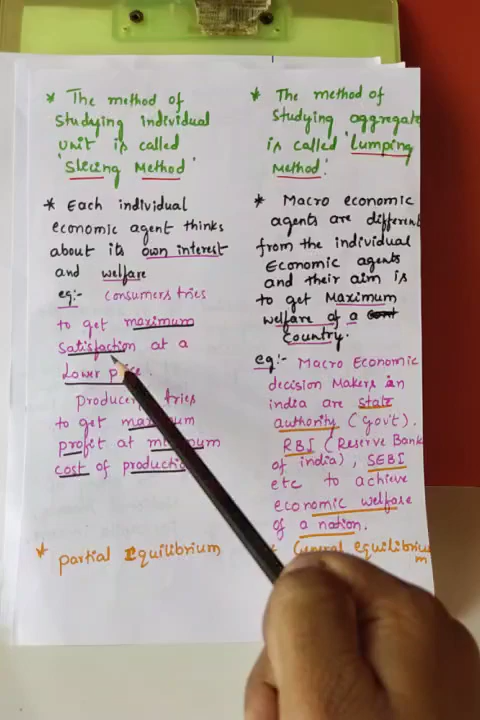 * The method of
studying individual
unit is called
'Slicing Method'
* Each individual
economic agent thinks
about its own interest
and welfare
eg:- Consumers tries
to get maximum
satisfaction at a
Lower price.
Producers tries
to get maximum
profit at minimum
cost of production
* partial Equilibrium
* The method of
studying aggregate
is called 'Lumping
Method'.
* Macro economic
agents are different
from the individual
Economic agents
and their aim is
to get Maximum
welfare of a
Country.
eg:- Macro Economic
decision Makers in
india are state
authority (Gov't).
RBI (Reserve Bank
of india), SEBI
etc to achieve
economic welfare
of a nation.
* General equilibrium
m